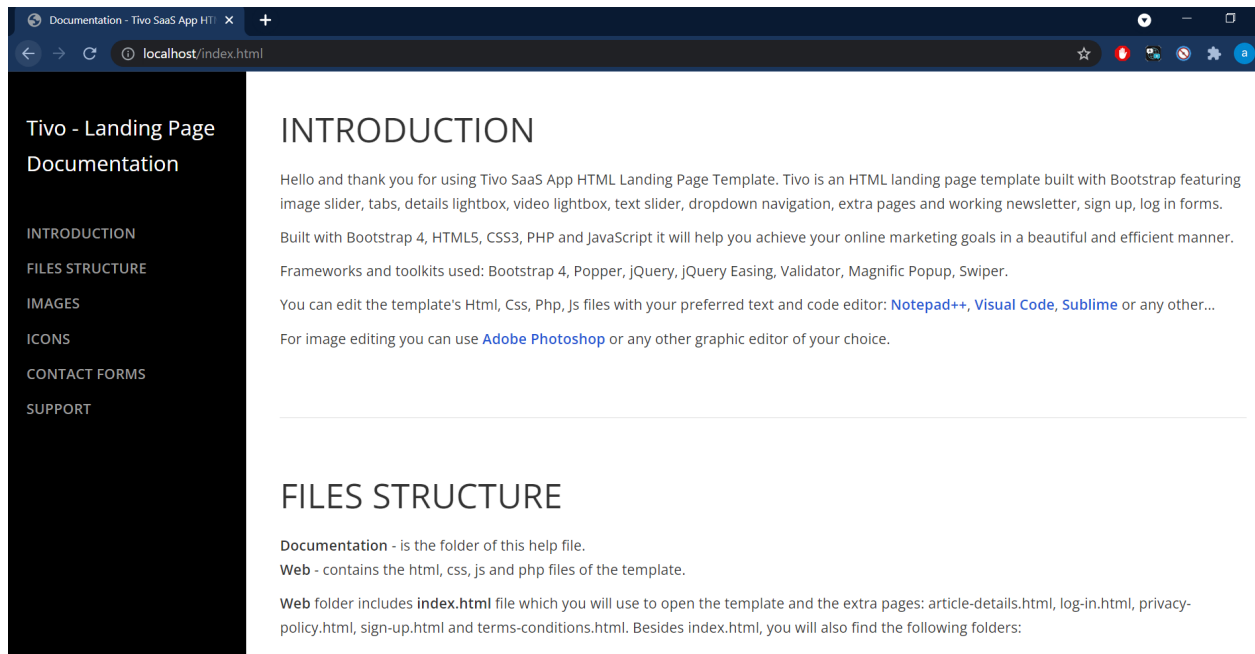 Documentation - Tivo SaaS App HT
localhost/index.html
a
Tivo - Landing Page
Documentation
INTRODUCTION
FILES STRUCTURE
IMAGES
ICONS
CONTACT FORMS
SUPPORT
INTRODUCTION
Hello and thank you for using Tivo SaaS App HTML Landing Page Template. Tivo is an HTML landing page template built with Bootstrap featuring
image slider, tabs, details lightbox, video lightbox, text slider, dropdown navigation, extra pages and working newsletter, sign up, log in forms.
Built with Bootstrap 4, HTML5, CSS3, PHP and JavaScript it will help you achieve your online marketing goals in a beautiful and efficient manner.
Frameworks and toolkits used: Bootstrap 4, Popper, jQuery, jQuery Easing, Validator, Magnific Popup, Swiper.
You can edit the template's Html, Css, Php, Js files with your preferred text and code editor: Notepad++, Visual Code, Sublime or any other...
For image editing you can use Adobe Photoshop or any other graphic editor of your choice.
FILES STRUCTURE
Documentation - is the folder of this help file.
Web - contains the html, css, js and php files of the template.
Web folder includes index.html file which you will use to open the template and the extra pages: article-details.html, log-in.html, privacy-
policy.html, sign-up.html and terms-conditions.html. Besides index.html, you will also find the following folders: